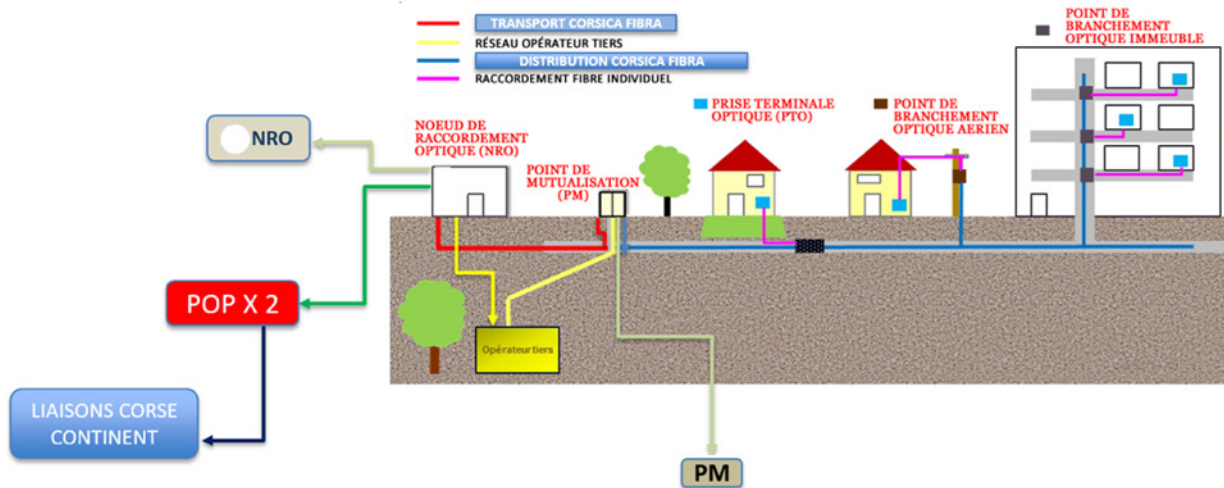 TRANSPORT CORSICA FIBRA
RÉSEAU OPÉRATEUR TIERS
DISTRIBUTION CORSICA FIBRA
RACCORDEMENT FIBRE INDIVIDUEL
POINT DE
BRANCHEMENT
OPTIQUE IMMEUBLE
NRO
NOEUD DE
RACCORDEMENT
OPTIQUE (NRO)
POINT DE
MUTUALISATION
(PM)
PRISE TERMINALE
OPTIQUE (PTO)
POINT DE
BRANCHEMENT
OPTIQUE AERIEN
POP X 2
Opérateurtiers
LIAISONS CORSE
CONTINENT
PM